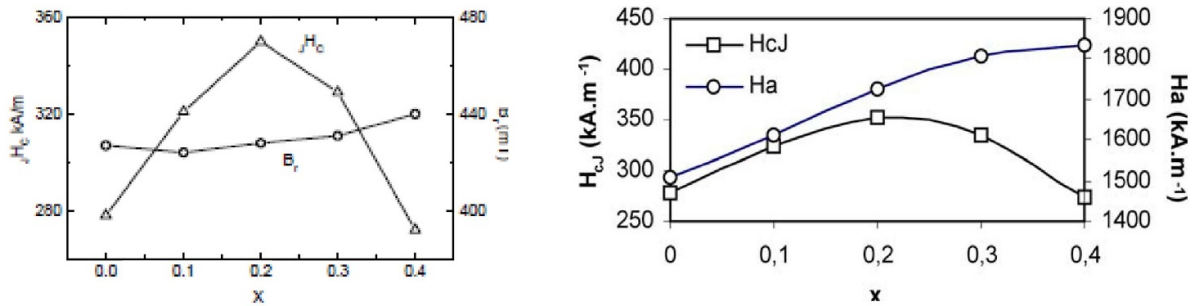 360
320
280
JHc kA/m
JHc
Br
480
440
400
0.0 0.1 0.2 0.3 0.4
X
450
400
350
300
250
HcJ (kA.m⁻¹)
HcJ
Ha
1900
1800
1700
1600
1500
1400
Ha (kA.m⁻¹)
0 0,1 0,2 0,3 0,4
x